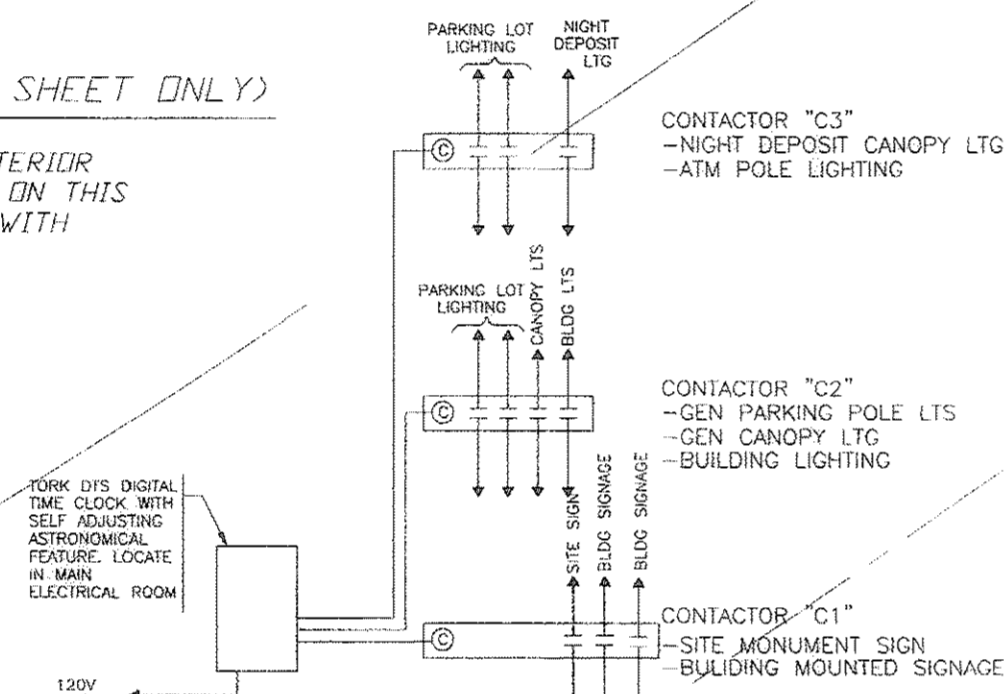 SHEET ONLY)
TERIOR
ON THIS
WITH
PARKING LOT
LIGHTING
NIGHT
DEPOSIT
LTG
C
CONTACTOR "C3"
-NIGHT DEPOSIT CANOPY LTG
-ATM POLE LIGHTING
PARKING LOT
LIGHTING
CANOPY LTS
BLDG LTS
C
CONTACTOR "C2"
-GEN PARKING POLE LTS
-GEN CANOPY LTG
-BUILDING LIGHTING
TORK DTS DIGITAL
TIME CLOCK WITH
SELF ADJUSTING
ASTRONOMICAL
FEATURE. LOCATE
IN MAIN
ELECTRICAL ROOM
SITE SIGN
BLDG SIGNAGE
BLDG SIGNAGE
C
CONTACTOR "C1"
-SITE MONUMENT SIGN
-BULIDING MOUNTED SIGNAGE
120V